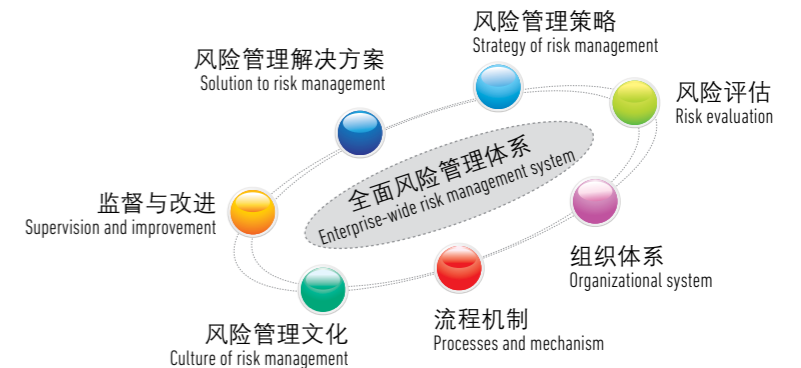 风险管理策略
Strategy of risk management
风险管理解决方案
Solution to risk management
风险评估
Risk evaluation
全面风险管理体系
Enterprise-wide risk management system
监督与改进
Supervision and improvement
组织体系
Organizational system
流程机制
Processes and mechanism
风险管理文化
Culture of risk management